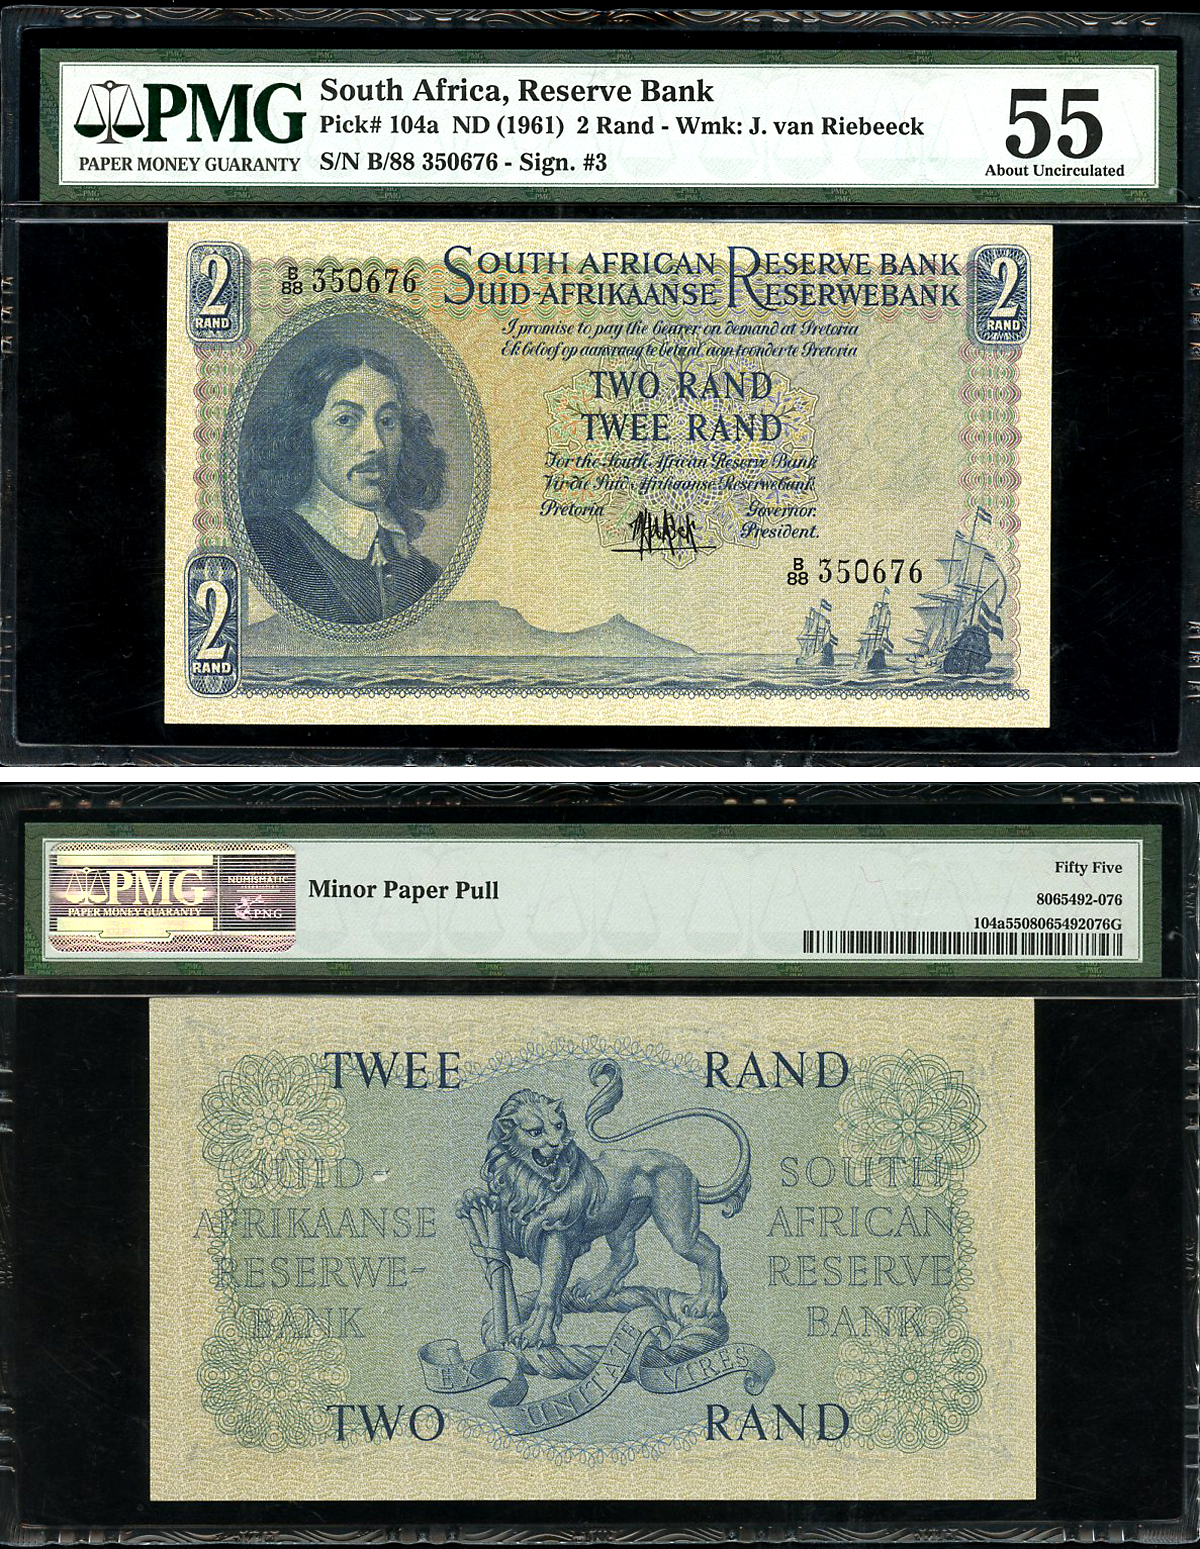 PMG
PAPER MONEY GUARANTY
South Africa, Reserve Bank
Pick# 104a ND (1961) 2 Rand - Wmk: J. van Riebeeck
S/N B/88 350676 - Sign. #3
55
About Uncirculated
2
RAND
B/88 350676
SOUTH AFRICAN RESERVE BANK
SUID-AFRIKAANSE RESERWEBANK
2
RAND
I promise to pay the bearer on demand at Pretoria
Ek beloof op aanvraag te betaal aan toonder te Pretoria
TWO RAND
TWEE RAND
For the South African Reserve Bank
Vir die Suid-Afrikaanse Reserwebank
Pretoria
Governor.
President.
B/88 350676
2
RAND
PMG
PAPER MONEY GUARANTY
NUMISMATIC
PNG
Minor Paper Pull
Fifty Five
8065492-076
104a5508065492076G
TWEE RAND
SUID-
AFRIKAANSE
RESERWE-
BANK
SOUTH
AFRICAN
RESERVE
BANK
EX UNITATE VIRES
TWO RAND